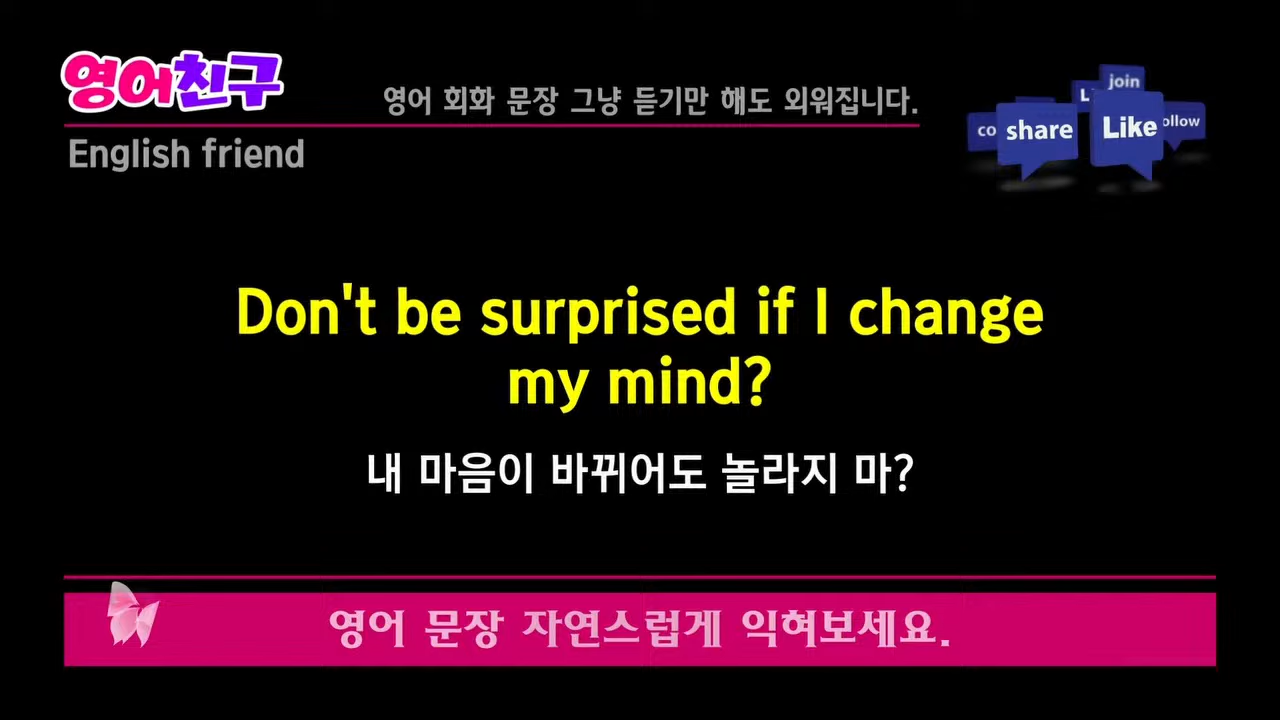 영어친구
영어 회화 문장 그냥 듣기만 해도 외워집니다.
English friend
join
share
Like
Don't be surprised if I change
my mind?
내 마음이 바뀌어도 놀라지 마?
영어 문장 자연스럽게 익혀보세요.